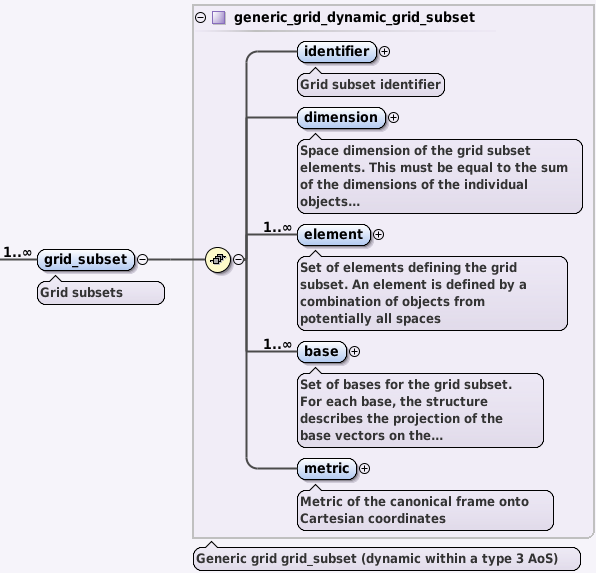 generic_grid_dynamic_grid_subset
identifier
Grid subset identifier
dimension
Space dimension of the grid subset
elements. This must be equal to the sum
of the dimensions of the individual
objects...
1..∞
element
Set of elements defining the grid
subset. An element is defined by a
combination of objects from
potentially all spaces
1..∞
grid_subset
Grid subsets
1..∞
base
Set of bases for the grid subset.
For each base, the structure
describes the projection of the
base vectors on the...
metric
Metric of the canonical frame onto
Cartesian coordinates
Generic grid grid_subset (dynamic within a type 3 AoS)